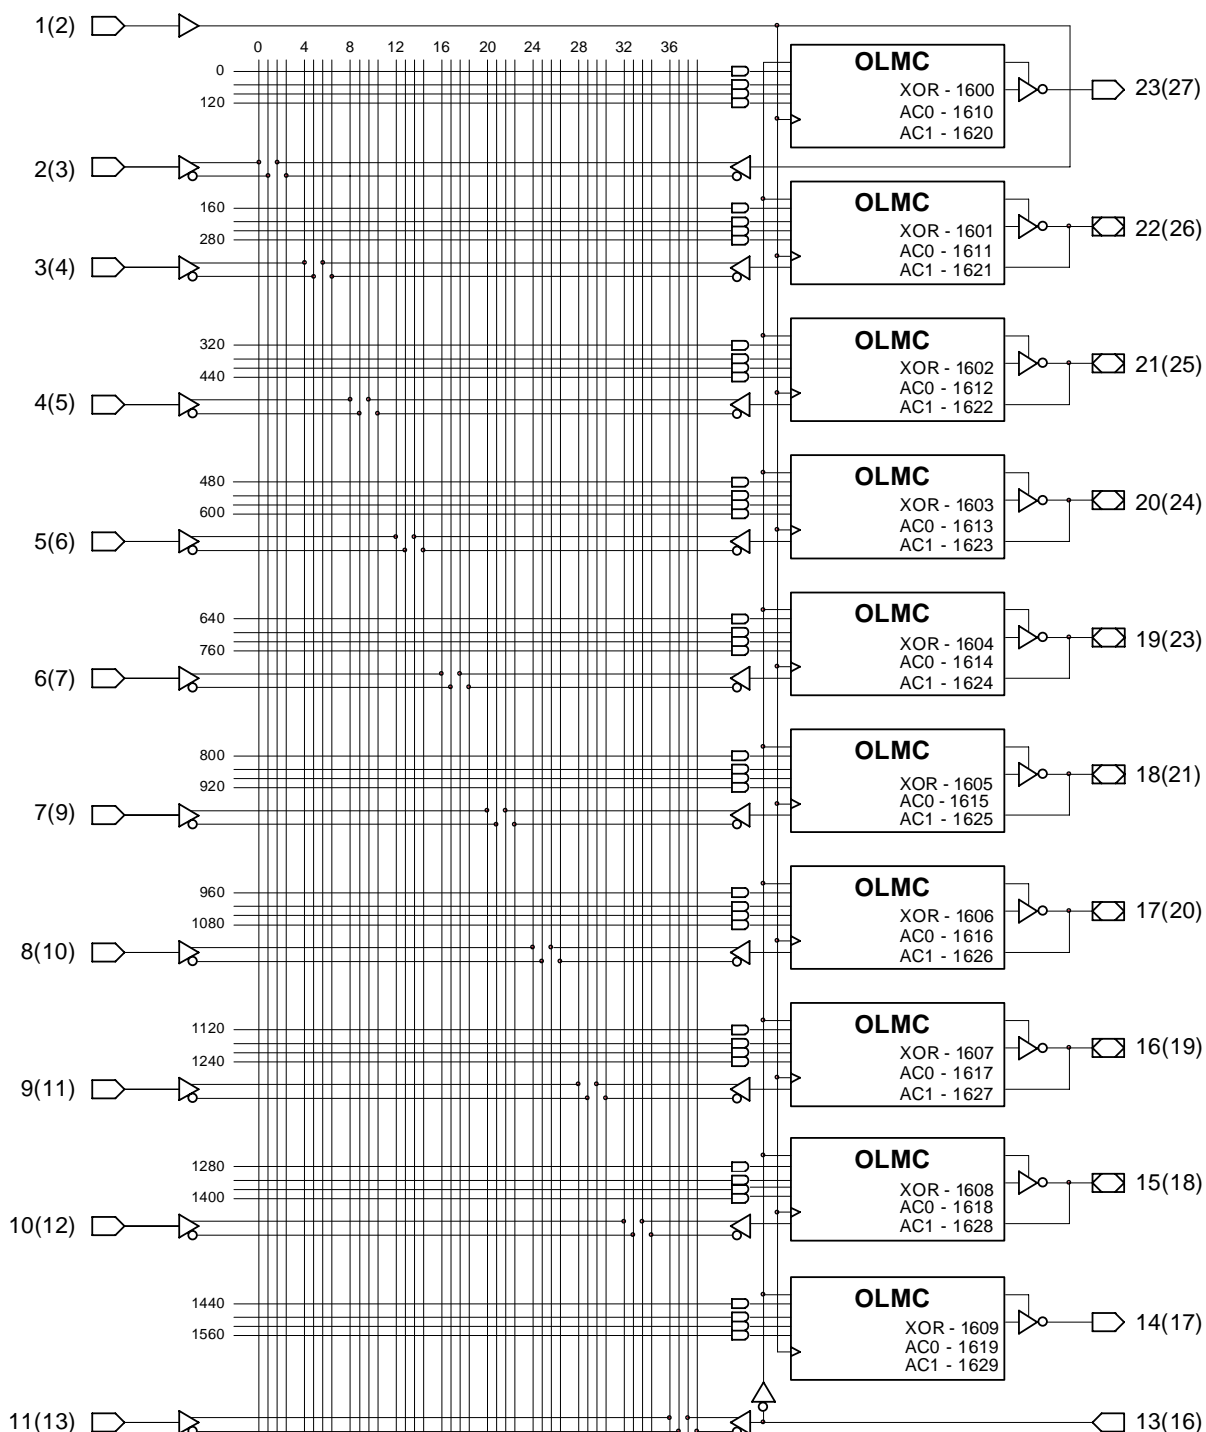 1(2)
0 4 8 12 16 20 24 28 32 36
0
120
OLMC
XOR - 1600
AC0 - 1610
AC1 - 1620
23(27)
2(3)
160
280
OLMC
XOR - 1601
AC0 - 1611
AC1 - 1621
22(26)
3(4)
320
440
OLMC
XOR - 1602
AC0 - 1612
AC1 - 1622
21(25)
4(5)
480
600
OLMC
XOR - 1603
AC0 - 1613
AC1 - 1623
20(24)
5(6)
640
760
OLMC
XOR - 1604
AC0 - 1614
AC1 - 1624
19(23)
6(7)
800
920
OLMC
XOR - 1605
AC0 - 1615
AC1 - 1625
18(21)
7(9)
960
1080
OLMC
XOR - 1606
AC0 - 1616
AC1 - 1626
17(20)
8(10)
1120
1240
OLMC
XOR - 1607
AC0 - 1617
AC1 - 1627
16(19)
9(11)
1280
1400
OLMC
XOR - 1608
AC0 - 1618
AC1 - 1628
15(18)
10(12)
1440
1560
OLMC
XOR - 1609
AC0 - 1619
AC1 - 1629
14(17)
11(13)
13(16)